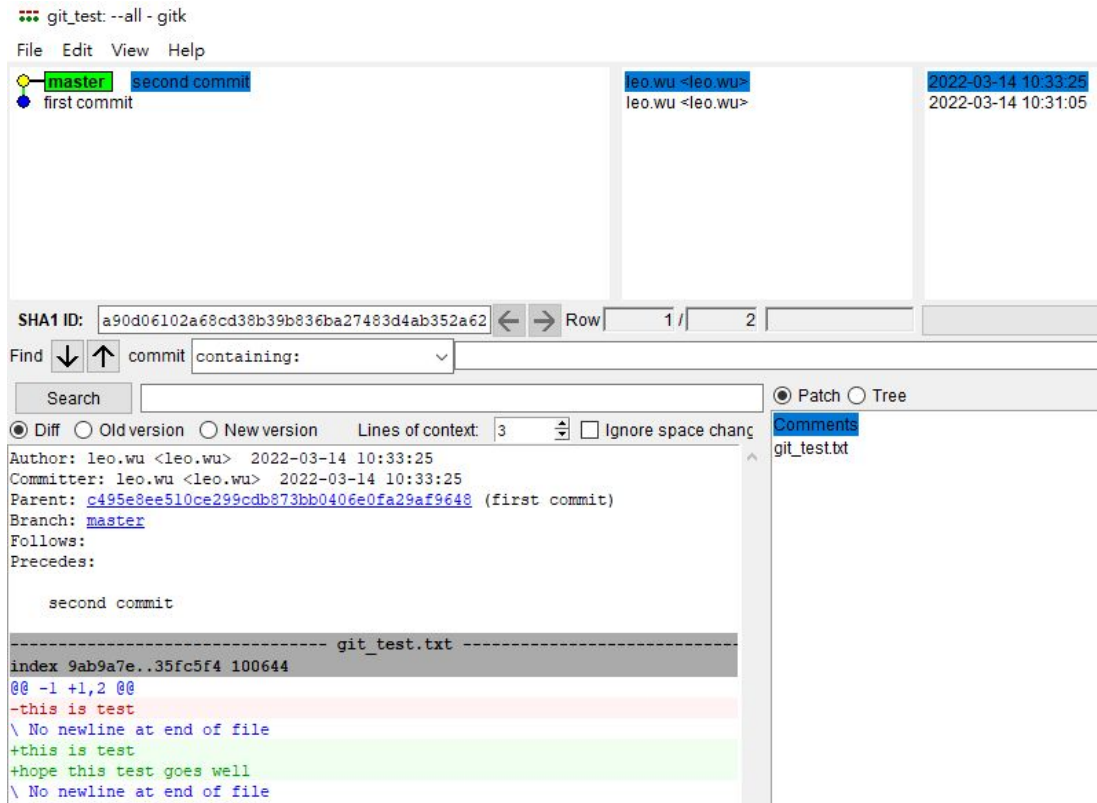 git_test: --all - gitk
File Edit View Help
master second commit leo.wu <leo.wu> 2022-03-14 10:33:25
first commit leo.wu <leo.wu> 2022-03-14 10:31:05
SHA1 ID: a90d06102a68cd38b39b836ba27483d4ab352a62 Row 1 / 2
Find commit containing:
Search
Patch Tree
Diff Old version New version Lines of context: 3 Ignore space chang
Comments
git_test.txt
Author: leo.wu <leo.wu> 2022-03-14 10:33:25
Committer: leo.wu <leo.wu> 2022-03-14 10:33:25
Parent: c495e8ee510ce299cdb873bb0406e0fa29af9648 (first commit)
Branch: master
Follows:
Precedes:
second commit
-------------------------------- git_test.txt ----------------------------
index 9ab9a7e..35fc5f4 100644
@@ -1 +1,2 @@
-this is test
\ No newline at end of file
+this is test
+hope this test goes well
\ No newline at end of file